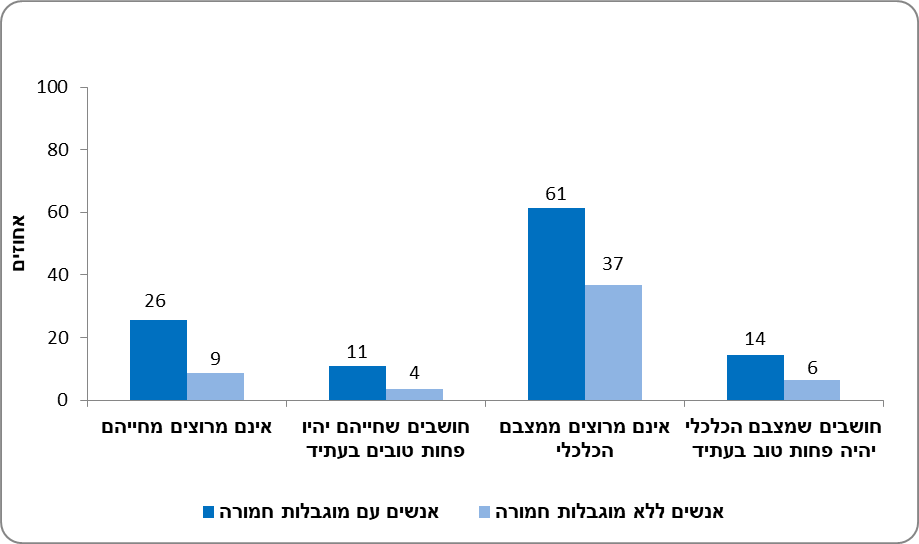 100
80
60
40
20
0
אחוזים
26
9
11
4
61
37
14
6
אינם מרוצים מחייהם
חושבים שחייהם יהיו
פחות טובים בעתיד
אינם מרוצים ממצבם
הכלכלי
חושבים שמצבם הכלכלי
יהיה פחות טוב בעתיד
אנשים עם מוגבלות חמורה
אנשים ללא מוגבלות חמורה